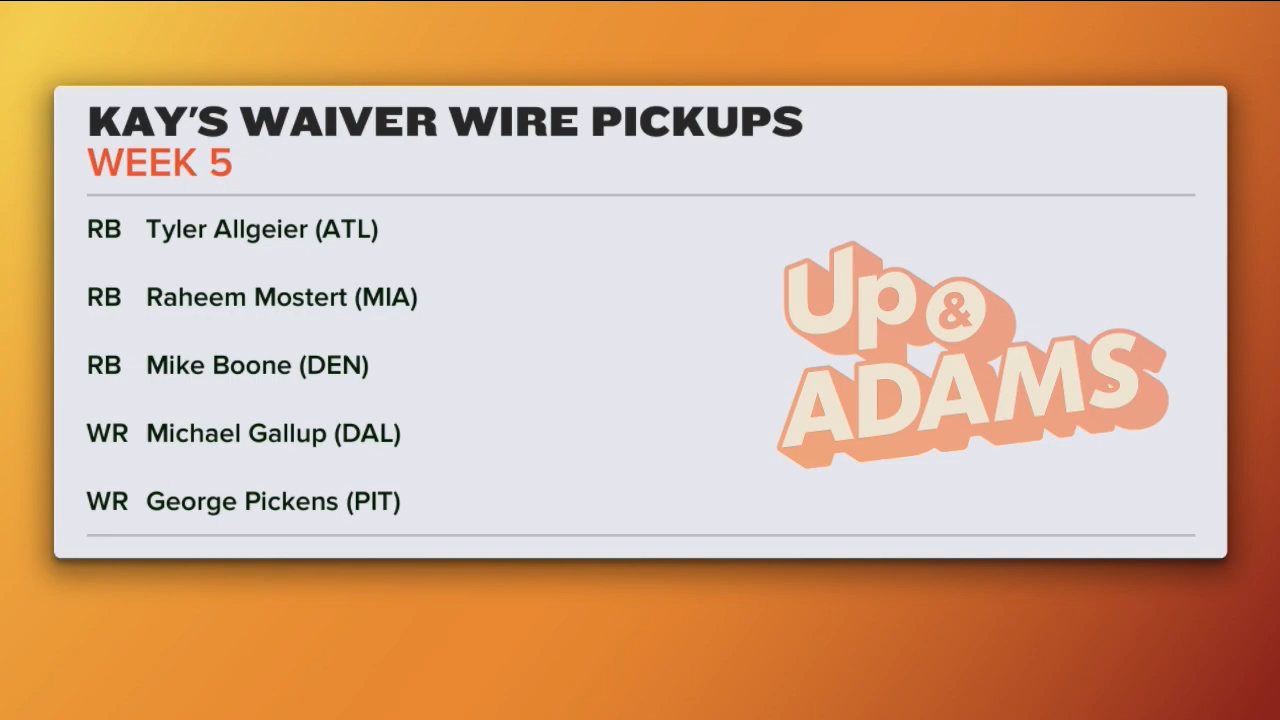 KAY'S WAIVER WIRE PICKUPS
WEEK 5
RB Tyler Allgeier (ATL)
RB Raheem Mostert (MIA)
RB Mike Boone (DEN)
WR Michael Gallup (DAL)
WR George Pickens (PIT)
Up &
ADAMS